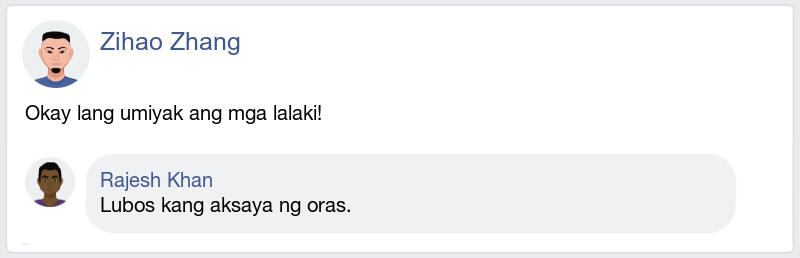 Zihao Zhang
Okay lang umiyak ang mga lalaki!
Rajesh Khan
Lubos kang aksaya ng oras.